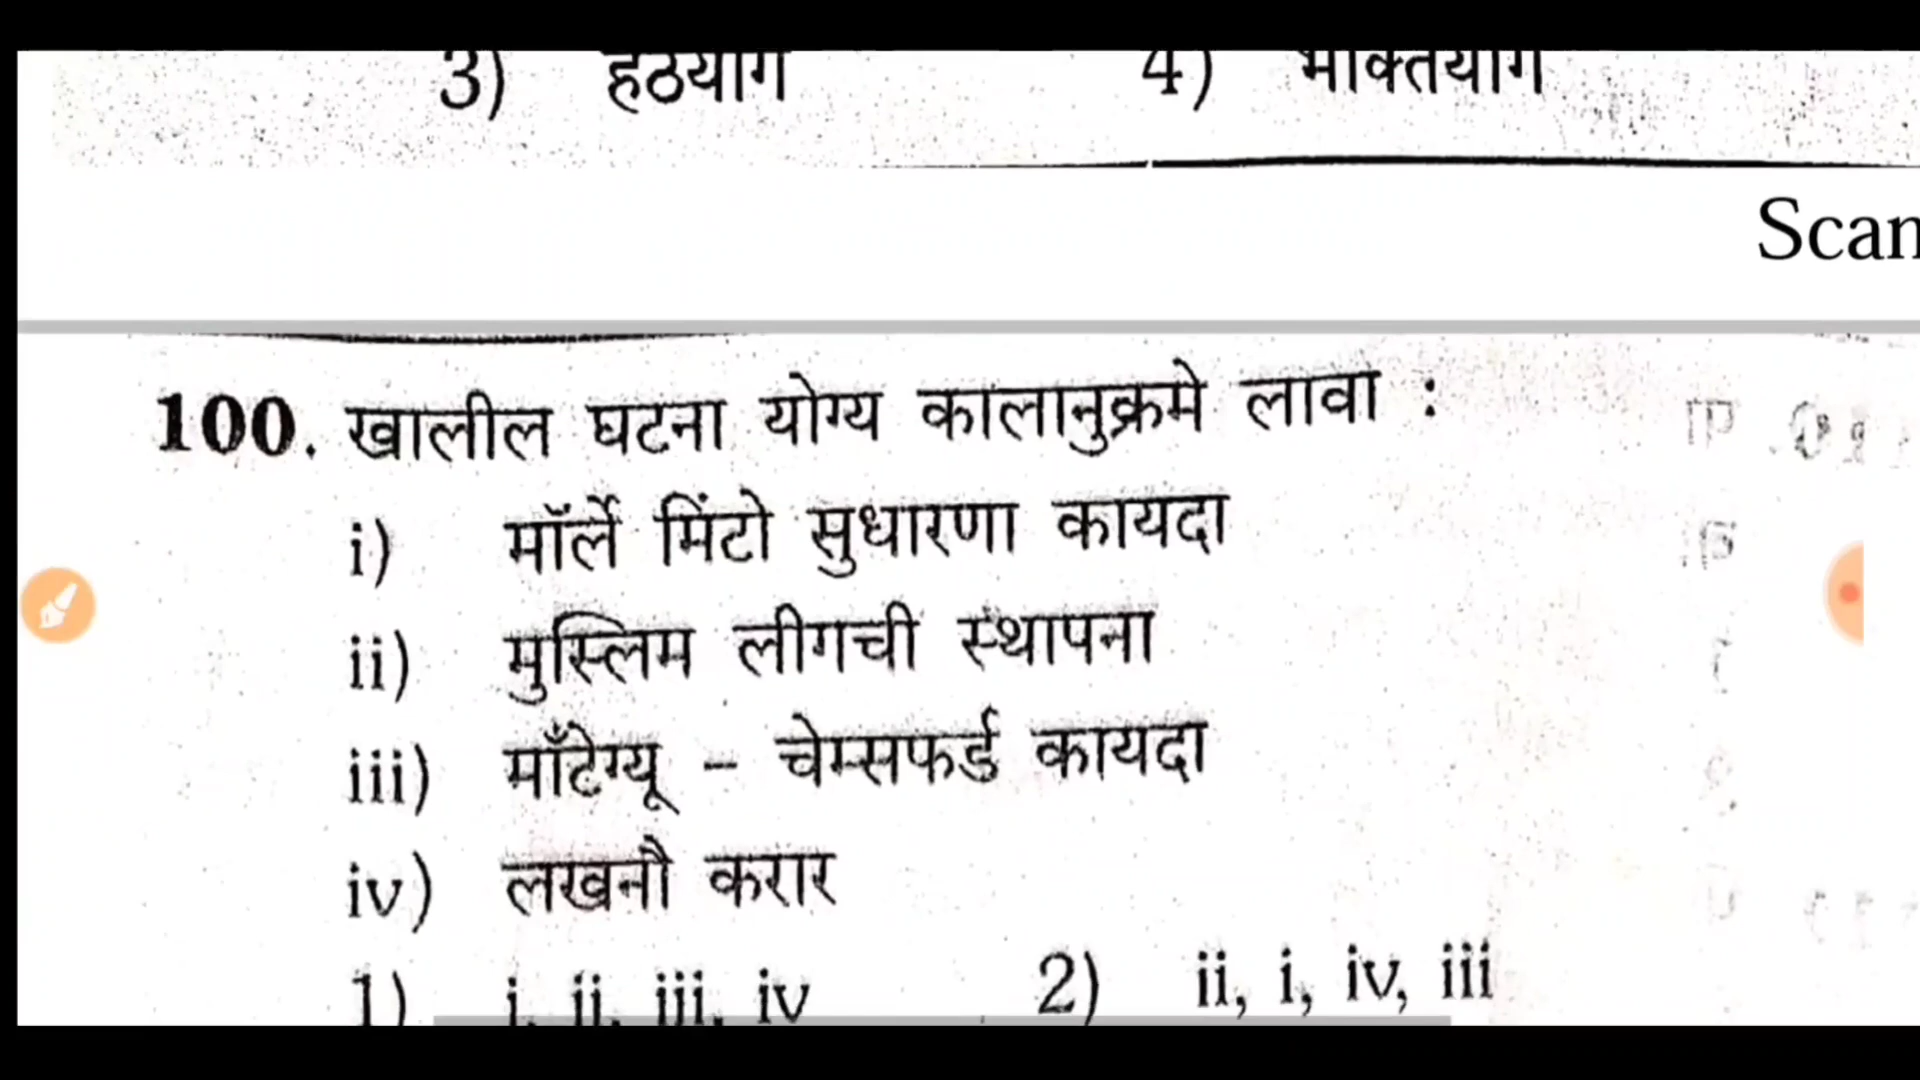 3) हठयोग 4) भक्तियोग
Scan
100. खालील घटना योग्य कालानुक्रमे लावा :
i) मॉर्ले मिंटो सुधारणा कायदा
ii) मुस्लिम लीगची स्थापना
iii) माँटेग्यू – चेम्सफर्ड कायदा
iv) लखनौ करार
1) i, ii, iii, iv 2) ii, i, iv, iii